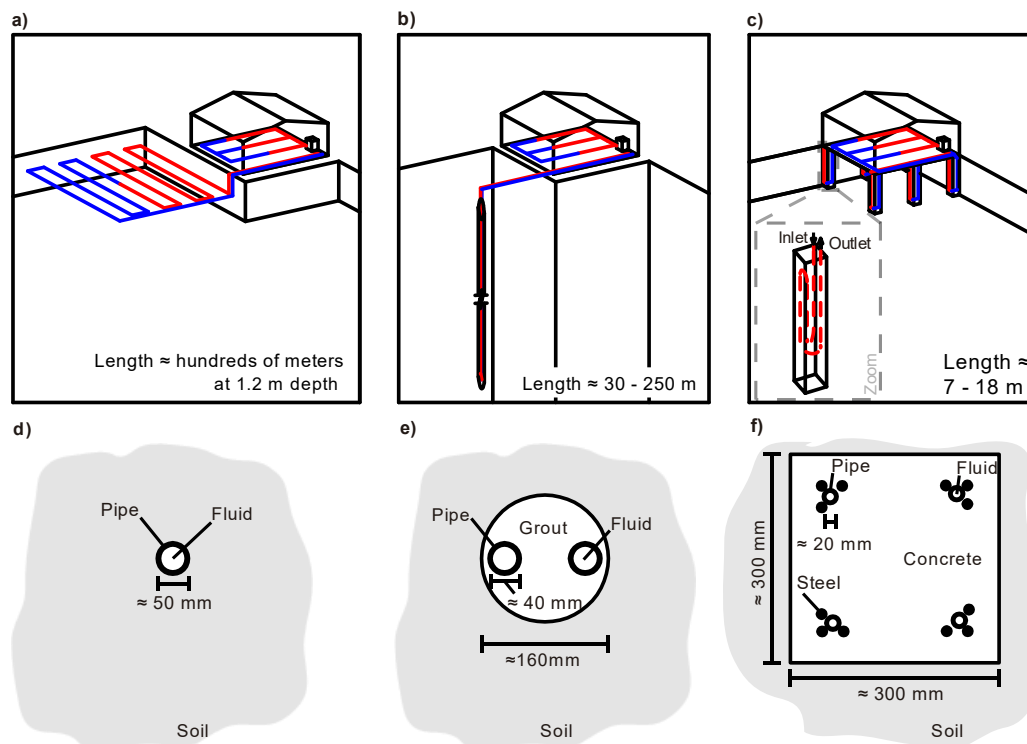 a)
Length ≈ hundreds of meters
at 1.2 m depth
b)
Length ≈ 30 - 250 m
c)
Inlet
Outlet
Zoom
Length ≈
7 - 18 m
d)
Pipe
Fluid
≈ 50 mm
Soil
e)
Pipe
Grout
Fluid
≈ 40 mm
≈160mm
Soil
f)
Pipe
Fluid
≈ 20 mm
Concrete
Steel
≈ 300 mm
≈ 300 mm
Soil